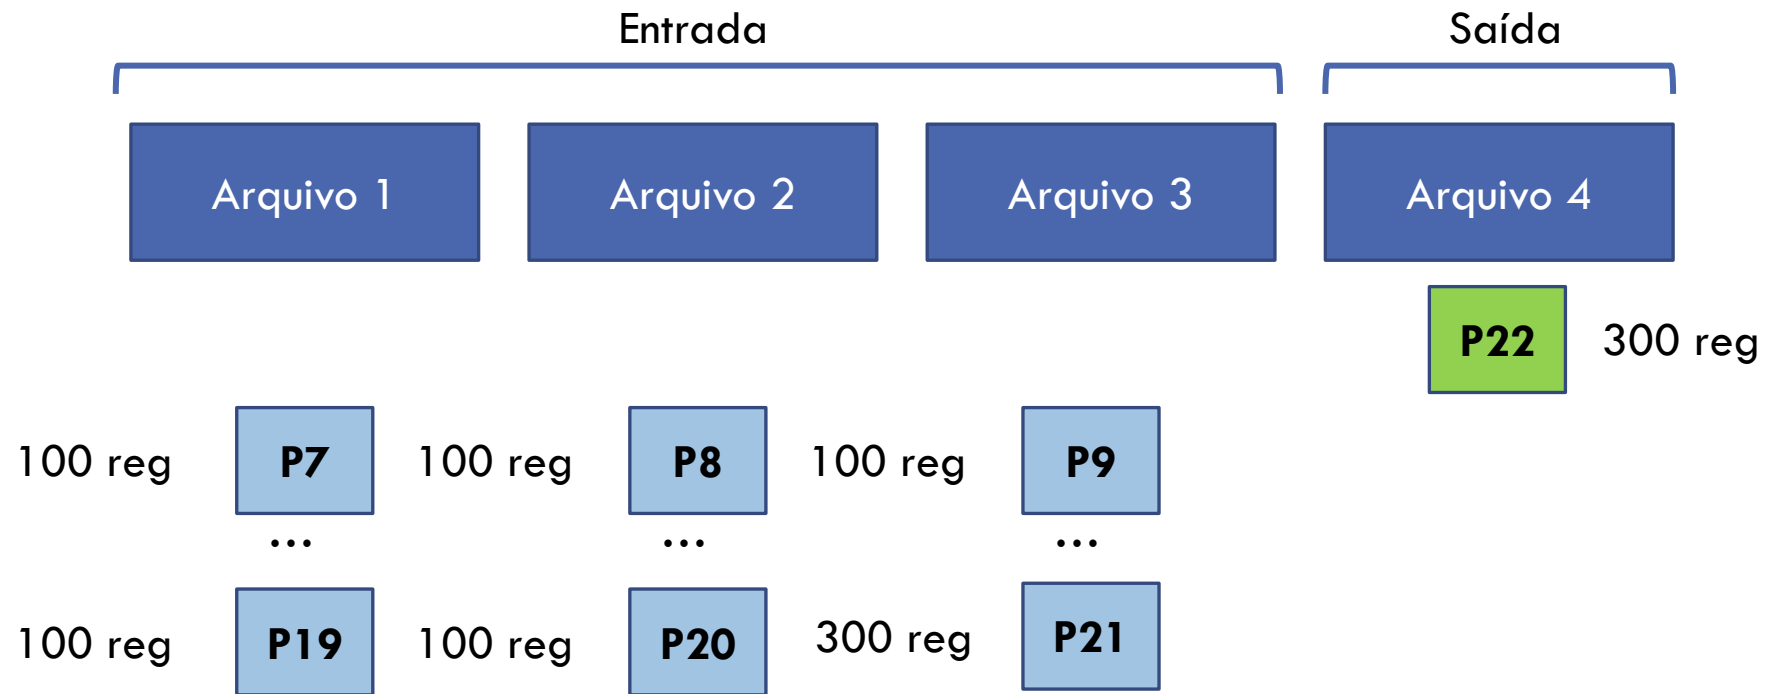 Entrada Saída
Arquivo 1 Arquivo 2 Arquivo 3 Arquivo 4
P22 300 reg
100 reg P7 100 reg P8 100 reg P9
... ... ...
100 reg P19 100 reg P20 300 reg P21